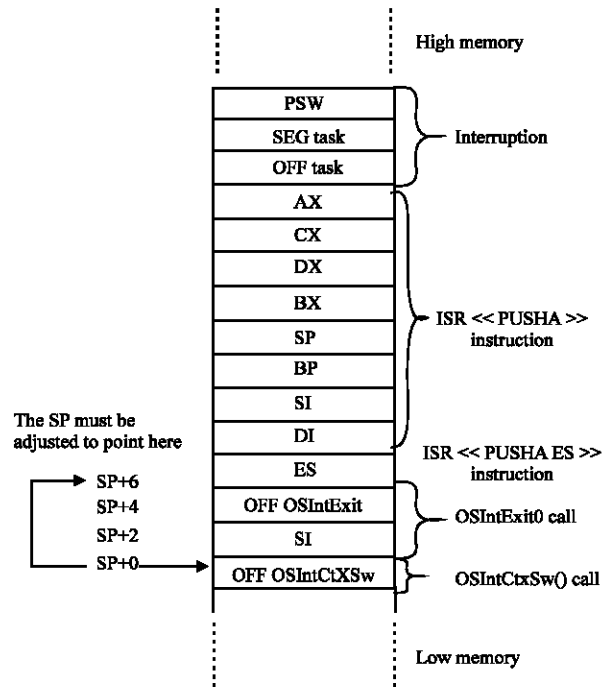 High memory
PSW
SEG task
OFF task
Interruption
AX
CX
DX
BX
SP
BP
SI
DI
ISR << PUSHA >>
instruction
The SP must be
adjusted to point here
ES
ISR << PUSHA ES >>
instruction
SP+6
SP+4
SP+2
SP+0
OFF OSIntExit
SI
OSIntExit0 call
OFF OSIntCtXSw
OSIntCtxSw() call
Low memory